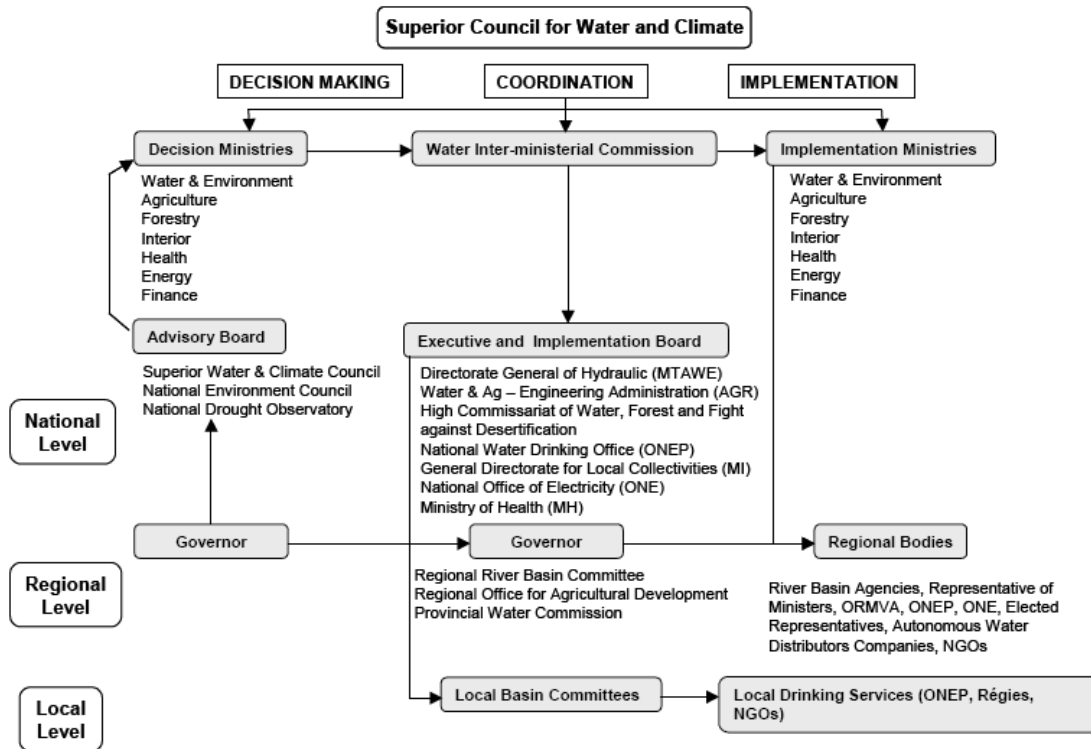 Superior Council for Water and Climate
DECISION MAKING
COORDINATION
IMPLEMENTATION
Decision Ministries
Water Inter-ministerial Commission
Implementation Ministries
Water & Environment
Agriculture
Forestry
Interior
Health
Energy
Finance
Water & Environment
Agriculture
Forestry
Interior
Health
Energy
Finance
Advisory Board
Superior Water & Climate Council
National Environment Council
National Drought Observatory
Executive and Implementation Board
Directorate General of Hydraulic (MTAWE)
Water & Ag – Engineering Administration (AGR)
High Commissariat of Water, Forest and Fight
against Desertification
National Water Drinking Office (ONEP)
General Directorate for Local Collectivities (MI)
National Office of Electricity (ONE)
Ministry of Health (MH)
National
Level
Governor
Governor
Regional Bodies
Regional
Level
Regional River Basin Committee
Regional Office for Agricultural Development
Provincial Water Commission
River Basin Agencies, Representative of
Ministers, ORMVA, ONEP, ONE, Elected
Representatives, Autonomous Water
Distributors Companies, NGOs
Local
Level
Local Basin Committees
Local Drinking Services (ONEP, Régies,
NGOs)